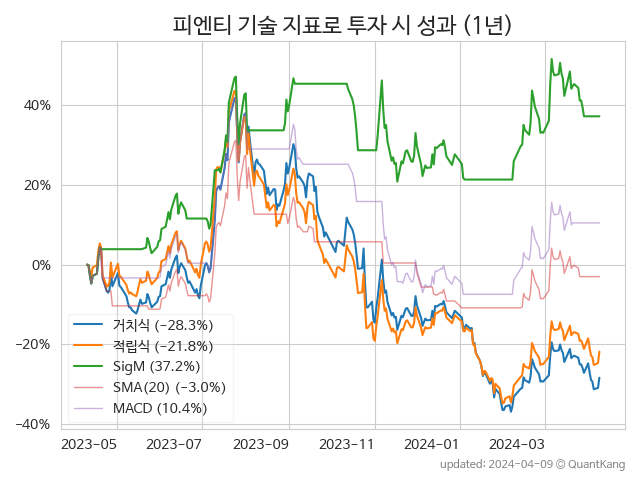 피엔티 기술 지표로 투자 시 성과 (1년)
40%
20%
0%
−20%
−40%
거치식 (−28.3%)
적립식 (−21.8%)
SigM (37.2%)
SMA(20) (−3.0%)
MACD (10.4%)
2023-05 2023-07 2023-09 2023-11 2024-01 2024-03
updated: 2024-04-09 © QuantKang